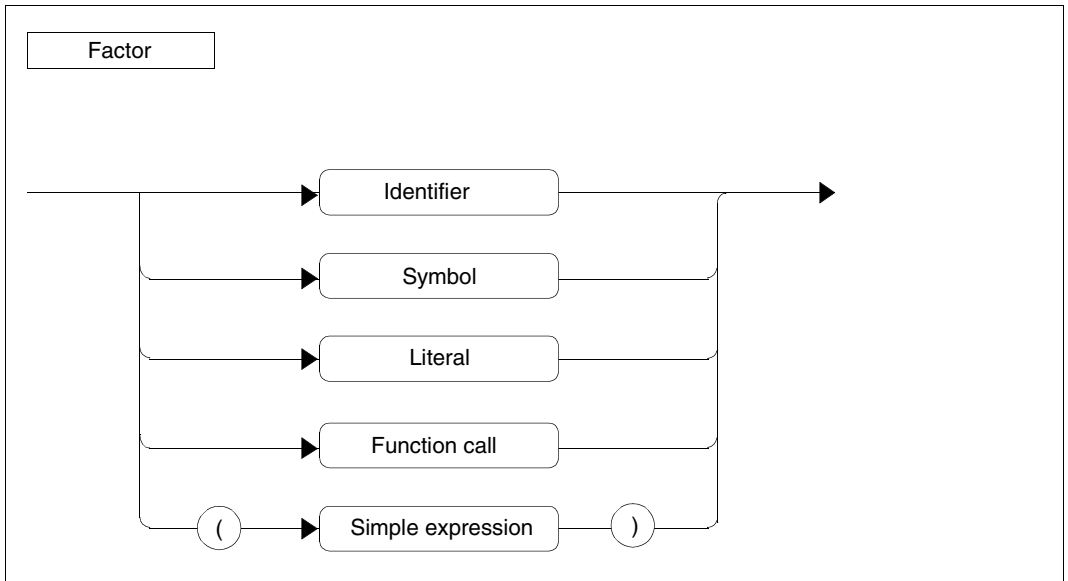 Factor
Identifier
Symbol
Literal
Function call
( Simple expression )